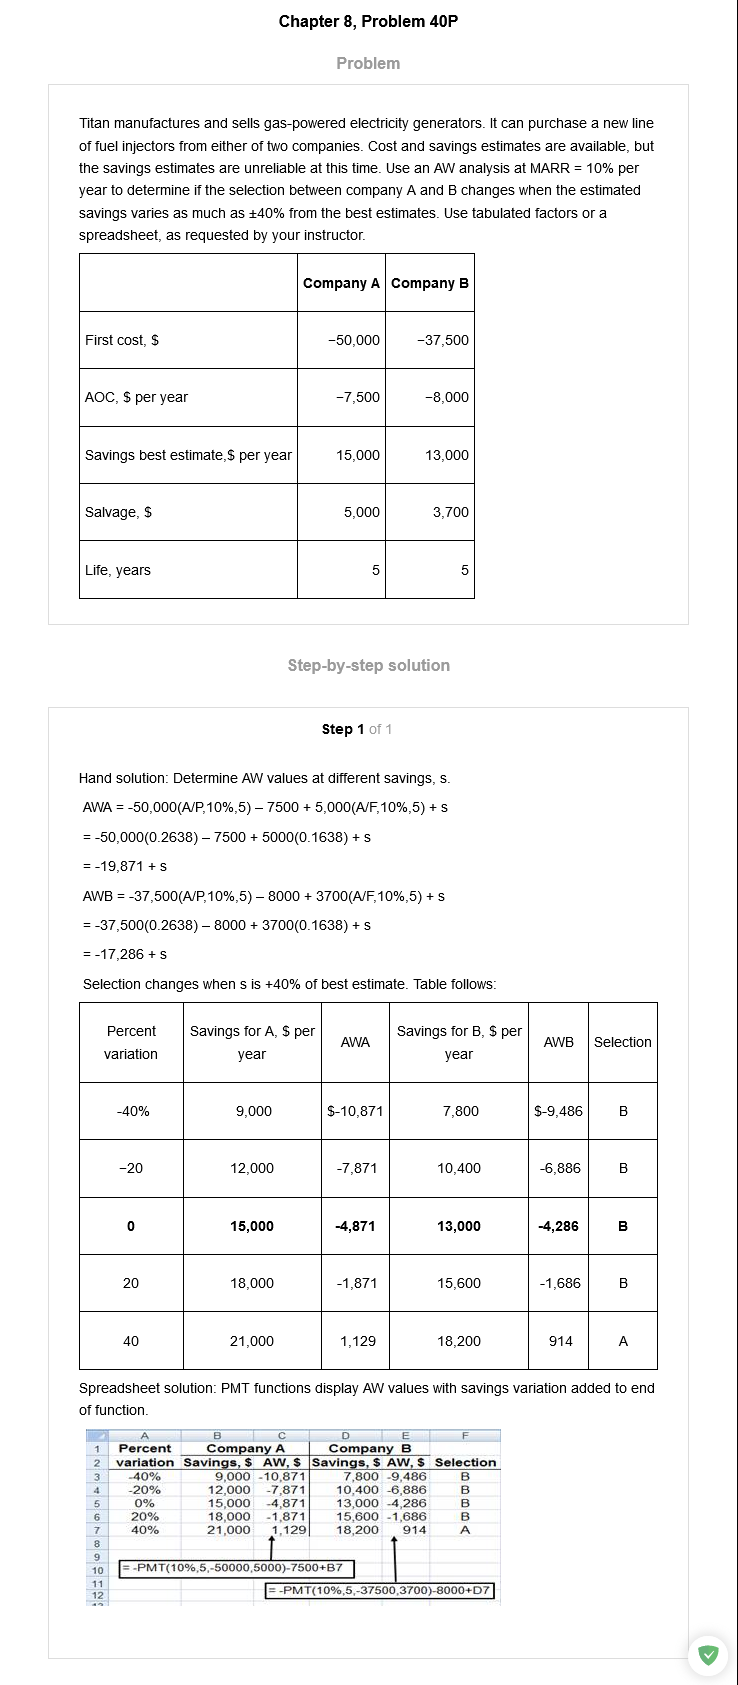 Chapter 8, Problem 40P
Problem
Titan manufactures and sells gas-powered electricity generators. It can purchase a new line
of fuel injectors from either of two companies. Cost and savings estimates are available, but
the savings estimates are unreliable at this time. Use an AW analysis at MARR = 10% per
year to determine if the selection between company A and B changes when the estimated
savings varies as much as ±40% from the best estimates. Use tabulated factors or a
spreadsheet, as requested by your instructor.
Company A Company B
First cost, $ −50,000 −37,500
AOC, $ per year −7,500 −8,000
Savings best estimate,$ per year 15,000 13,000
Salvage, $ 5,000 3,700
Life, years 5 5
Step-by-step solution
Step 1 of 1
Hand solution: Determine AW values at different savings, s.
AWA = -50,000(A/P,10%,5) – 7500 + 5,000(A/F,10%,5) + s
= -50,000(0.2638) – 7500 + 5000(0.1638) + s
= -19,871 + s
AWB = -37,500(A/P,10%,5) – 8000 + 3700(A/F,10%,5) + s
= -37,500(0.2638) – 8000 + 3700(0.1638) + s
= -17,286 + s
Selection changes when s is +40% of best estimate. Table follows:
Percent variation Savings for A, $ per year AWA Savings for B, $ per year AWB Selection
-40% 9,000 $-10,871 7,800 $-9,486 B
−20 12,000 -7,871 10,400 -6,886 B
0 15,000 -4,871 13,000 -4,286 B
20 18,000 -1,871 15,600 -1,686 B
40 21,000 1,129 18,200 914 A
Spreadsheet solution: PMT functions display AW values with savings variation added to end
of function.
A B C D E F
1 Percent Company A Company B
2 variation Savings, $ AW, $ Savings, $ AW, $ Selection
3 -40% 9,000 -10,871 7,800 -9,486 B
4 -20% 12,000 -7,871 10,400 -6,886 B
5 0% 15,000 -4,871 13,000 -4,286 B
6 20% 18,000 -1,871 15,600 -1,686 B
7 40% 21,000 1,129 18,200 914 A
8
9
10 = -PMT(10%,5,-50000,5000)-7500+B7
11
12 = -PMT(10%,5,-37500,3700)-8000+D7